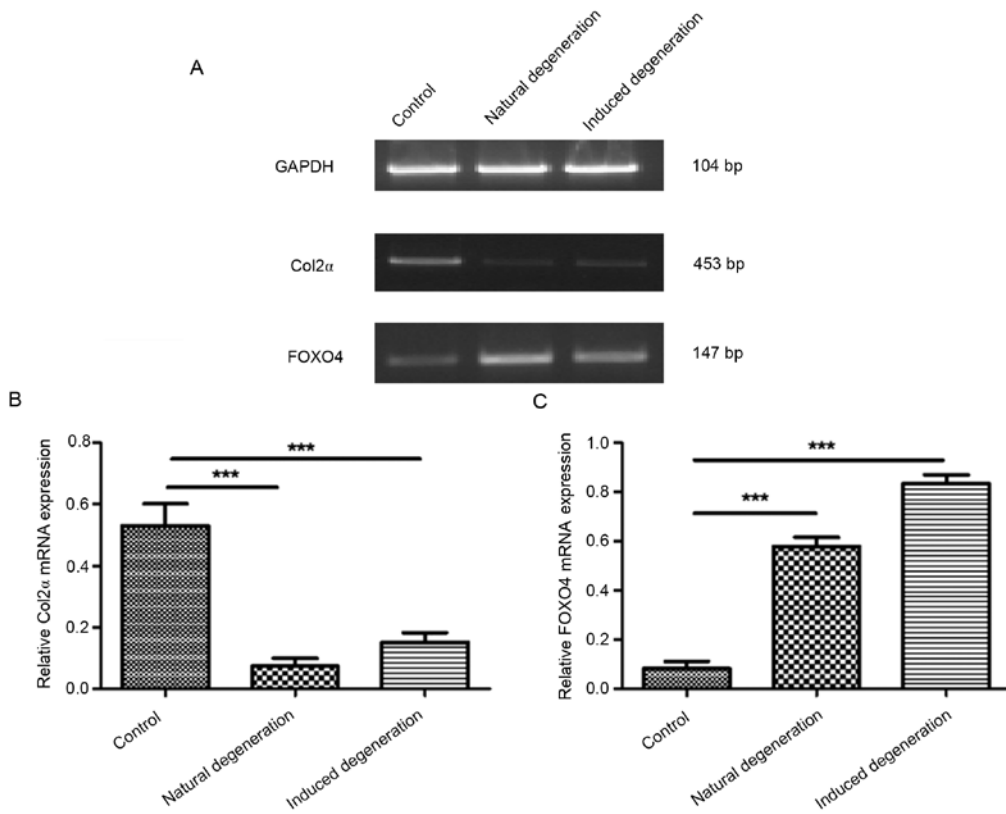 A
Control
Natural degeneration
Induced degeneration
GAPDH
104 bp
Col2α
453 bp
FOXO4
147 bp
B
Relative Col2α mRNA expression
0.8
0.6
0.4
0.2
0.0
***
***
Control
Natural degeneration
Induced degeneration
C
Relative FOXO4 mRNA expression
1.0
0.8
0.6
0.4
0.2
0.0
***
***
Control
Natural degeneration
Induced degeneration